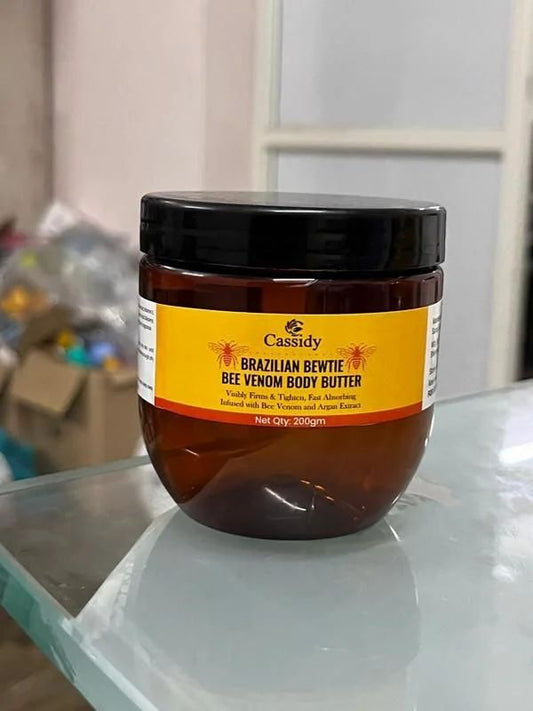 Cassidy
BRAZILIAN BEWTIE
BEE VENOM BODY BUTTER
Visibly Firms & Tighten, Fast Absorbing
Infused with Bee Venom and Argan Extract
Net Qty: 200gm